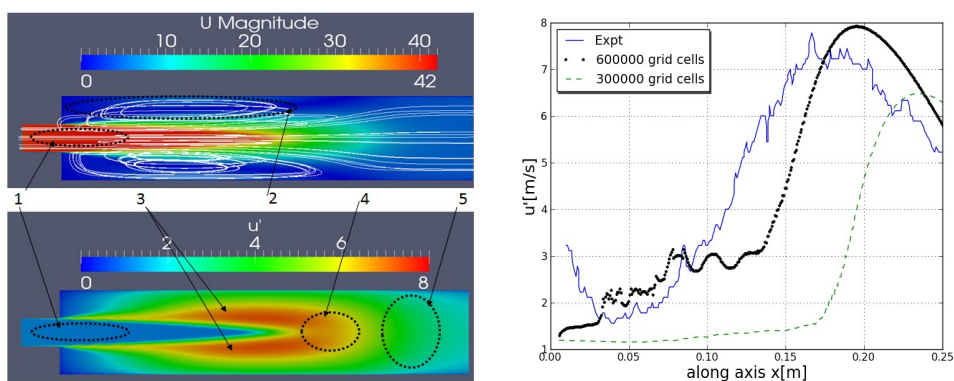 U Magnitude
10 20 30 40
0 42
1 3 2 4 5
u'
2 4 6
0 8
8
7
6
5
4
3
2
1
u'[m/s]
Expt
600000 grid cells
300000 grid cells
0.00 0.05 0.10 0.15 0.20 0.25
along axis x[m]